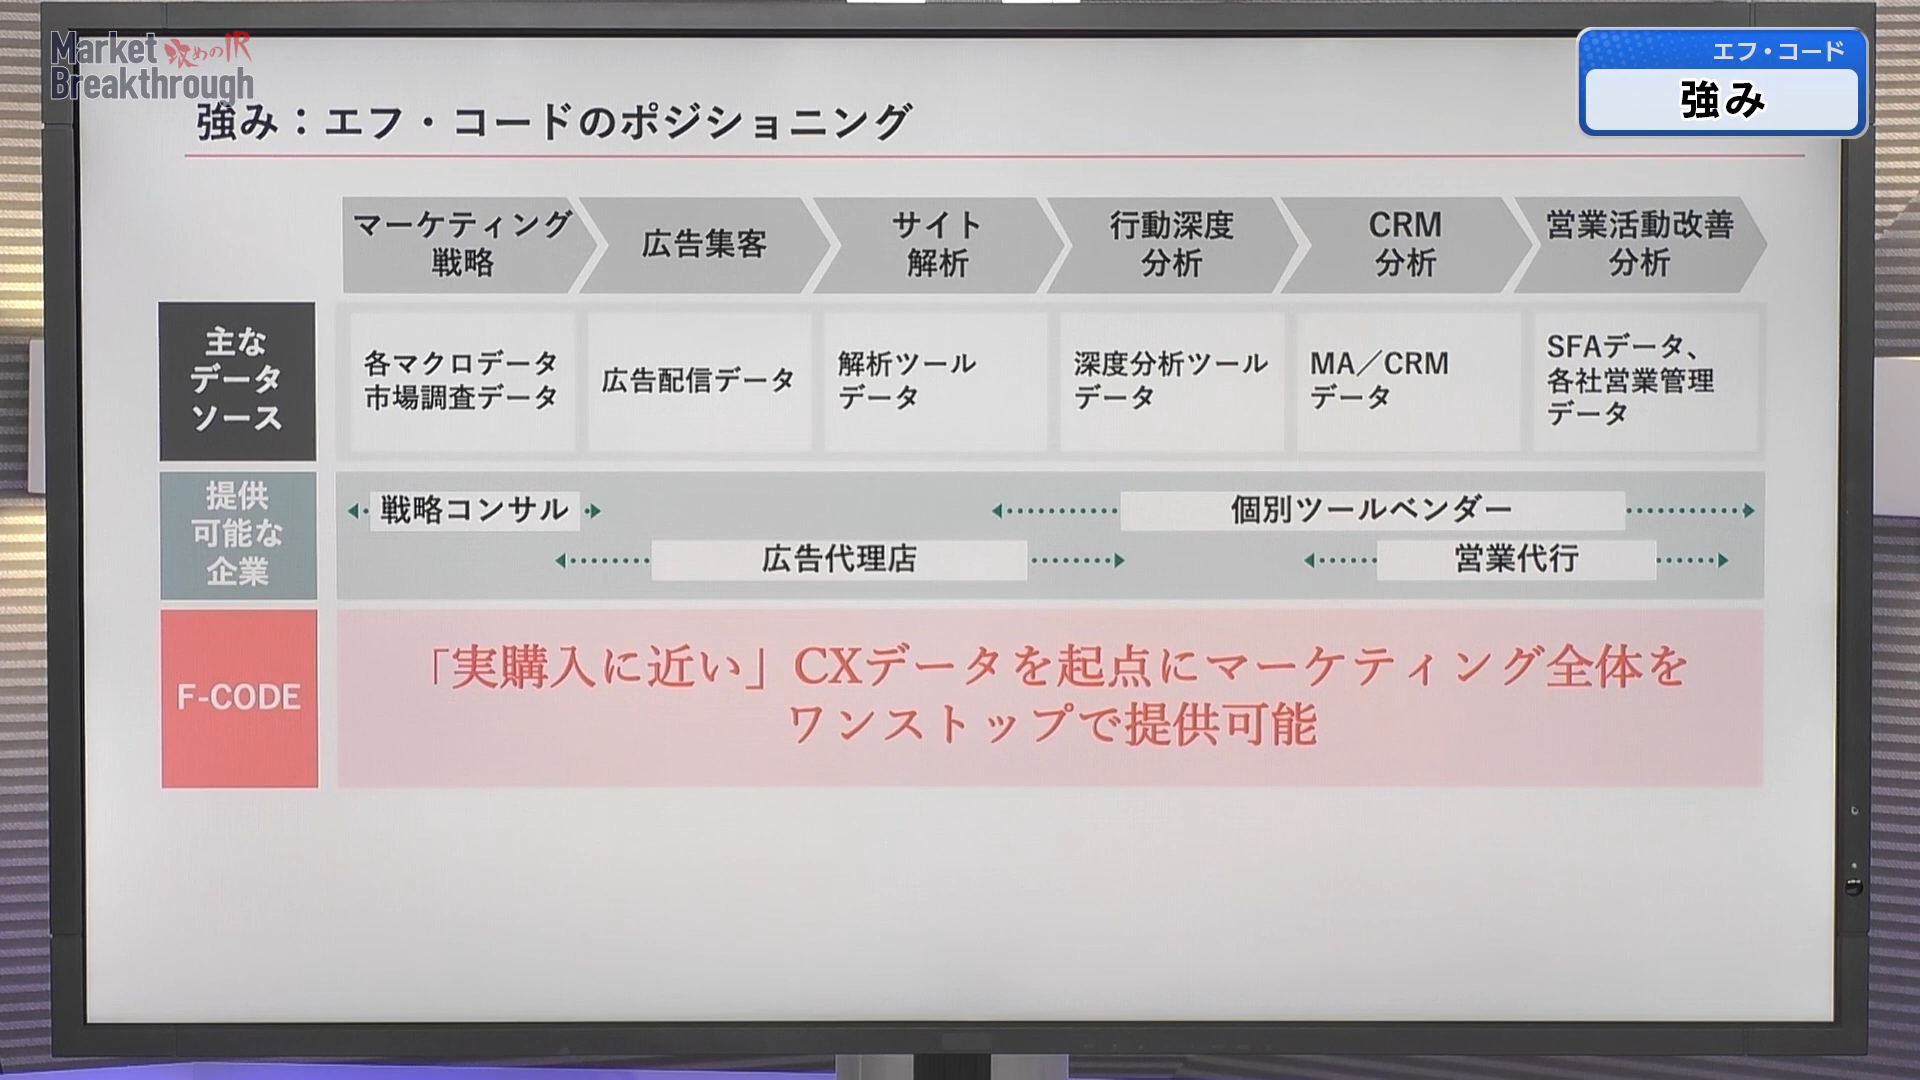 Market 攻めのIR
Breakthrough
エフ・コード
強み
強み：エフ・コードのポジショニング
マーケティング
戦略
広告集客
サイト
解析
行動深度
分析
CRM
分析
営業活動改善
分析
主な
データ
ソース
各マクロデータ
市場調査データ
広告配信データ
解析ツール
データ
深度分析ツール
データ
MA／CRM
データ
SFAデータ、
各社営業管理
データ
提供
可能な
企業
戦略コンサル
個別ツールベンダー
広告代理店
営業代行
F-CODE
「実購入に近い」CXデータを起点にマーケティング全体を
ワンストップで提供可能